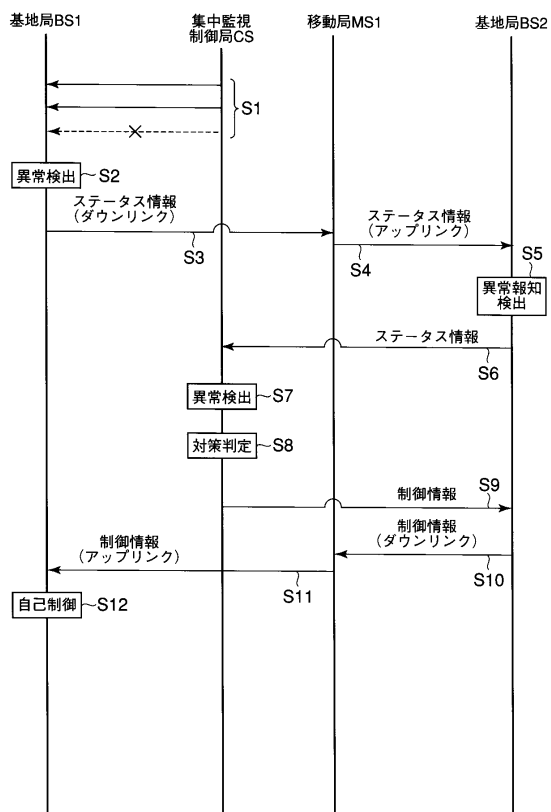 基地局BS1
集中監視
制御局CS
移動局MS1
基地局BS2
S1
異常検出
S2
ステータス情報
（ダウンリンク）
S3
ステータス情報
（アップリンク）
S4
S5
異常報知
検出
ステータス情報
S6
異常検出
S7
対策判定
S8
制御情報
S9
制御情報
（ダウンリンク）
S10
制御情報
（アップリンク）
S11
自己制御
S12